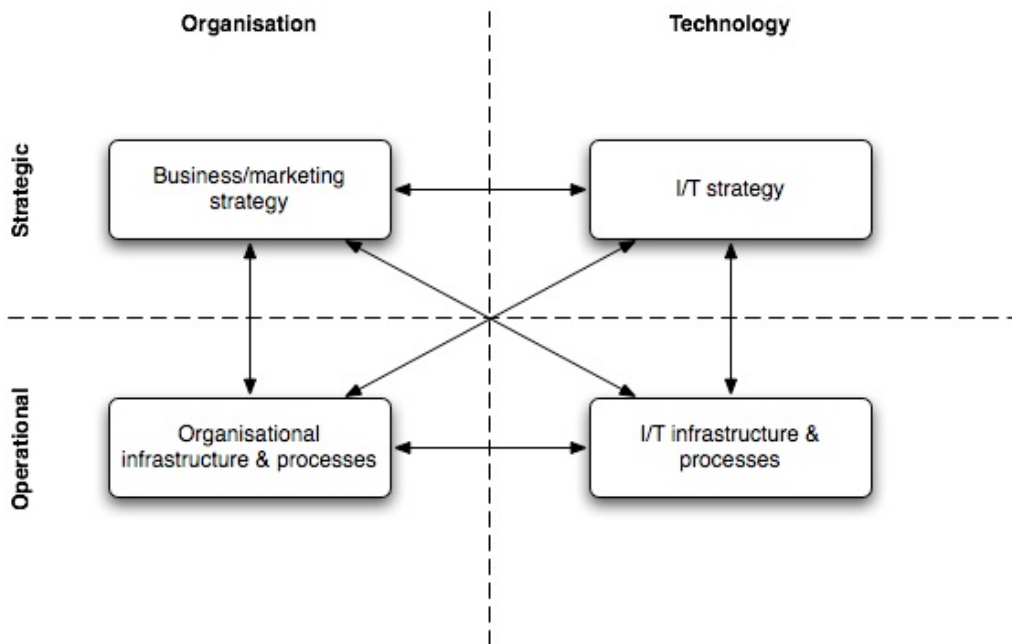 Organisation
Technology
Strategic
Business/marketing
strategy
I/T strategy
Operational
Organisational
infrastructure & processes
I/T infrastructure &
processes